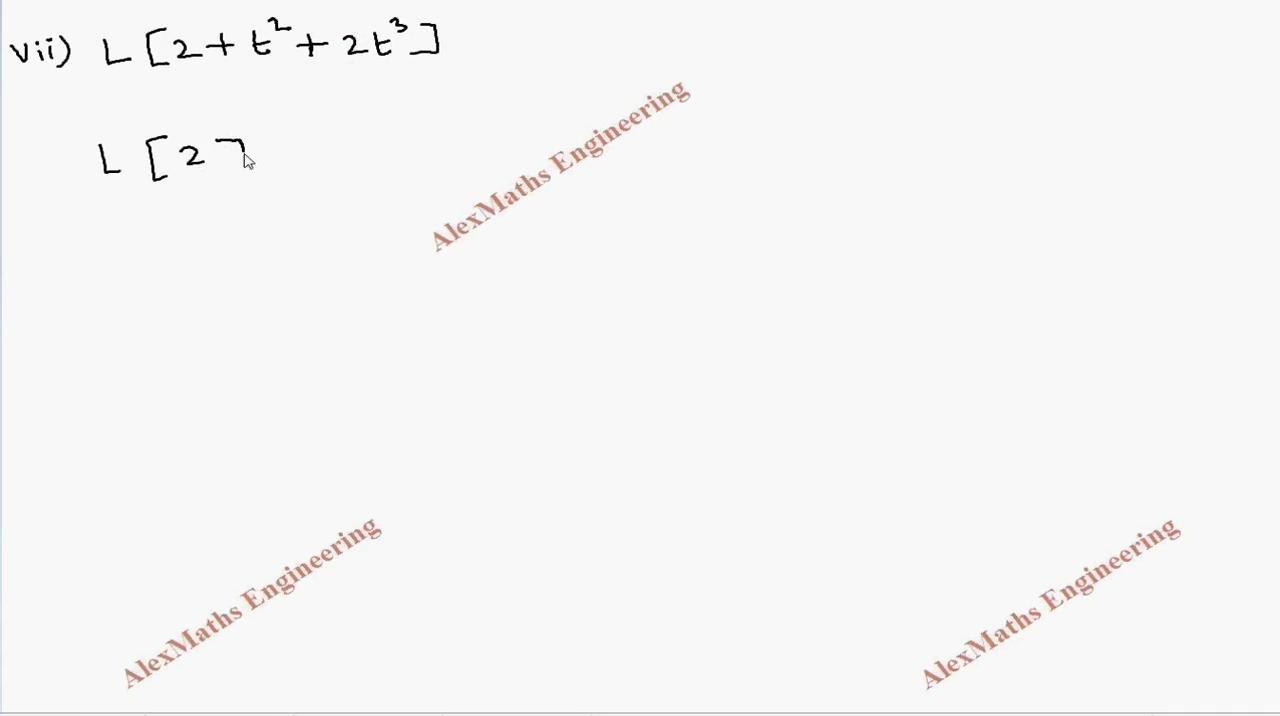 vii) L [2 + t² + 2t³]
AlexMaths Engineering
L [2]
AlexMaths Engineering
AlexMaths Engineering